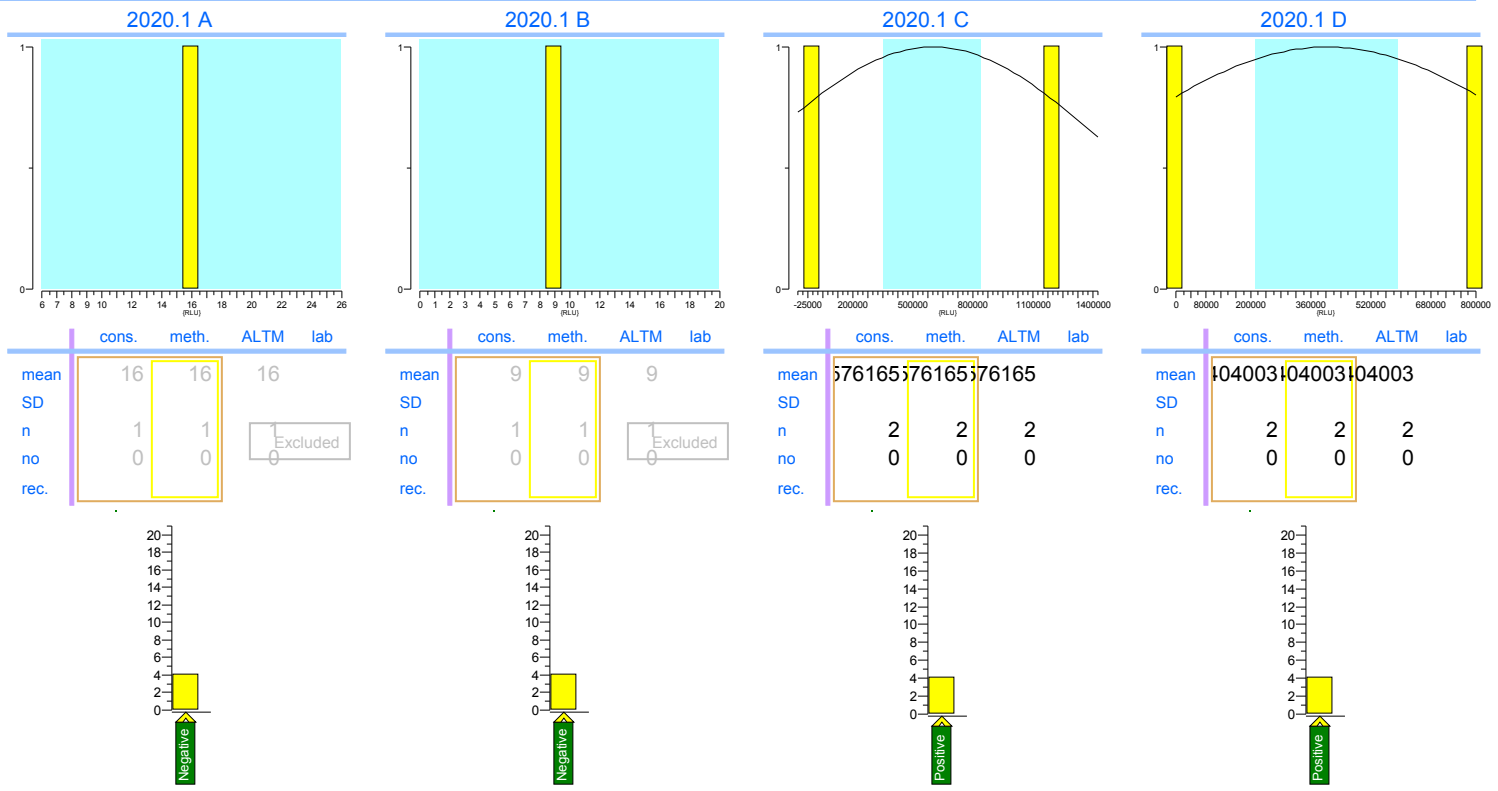 2020.1 A 2020.1 B 2020.1 C 2020.1 D
1 1 1 1
0 0 0 0
6 7 8 9 10 12 14 16 18 20 22 24 26 0 1 2 3 4 5 6 7 8 9 10 12 14 16 18 20 -25000 200000 500000 800000 1100000 1400000 0 80000 200000 360000 520000 680000 800000
(RLU) (RLU) (RLU) (RLU)
cons. meth. ALTM lab cons. meth. ALTM lab cons. meth. ALTM lab cons. meth. ALTM lab
mean 16 16 16 mean 9 9 9 mean 576165 576165 576165 mean 404003 404003 404003
SD SD SD SD
n 1 1 1 n 1 1 1 n 2 2 2 n 2 2 2
Excluded Excluded
no 0 0 0 no 0 0 0 no 0 0 0 no 0 0 0
rec. rec. rec. rec.
20 20 20 20
18 18 18 18
16 16 16 16
14 14 14 14
12 12 12 12
10 10 10 10
8 8 8 8
6 6 6 6
4 4 4 4
2 2 2 2
0 0 0 0
Negative Negative Positive Positive